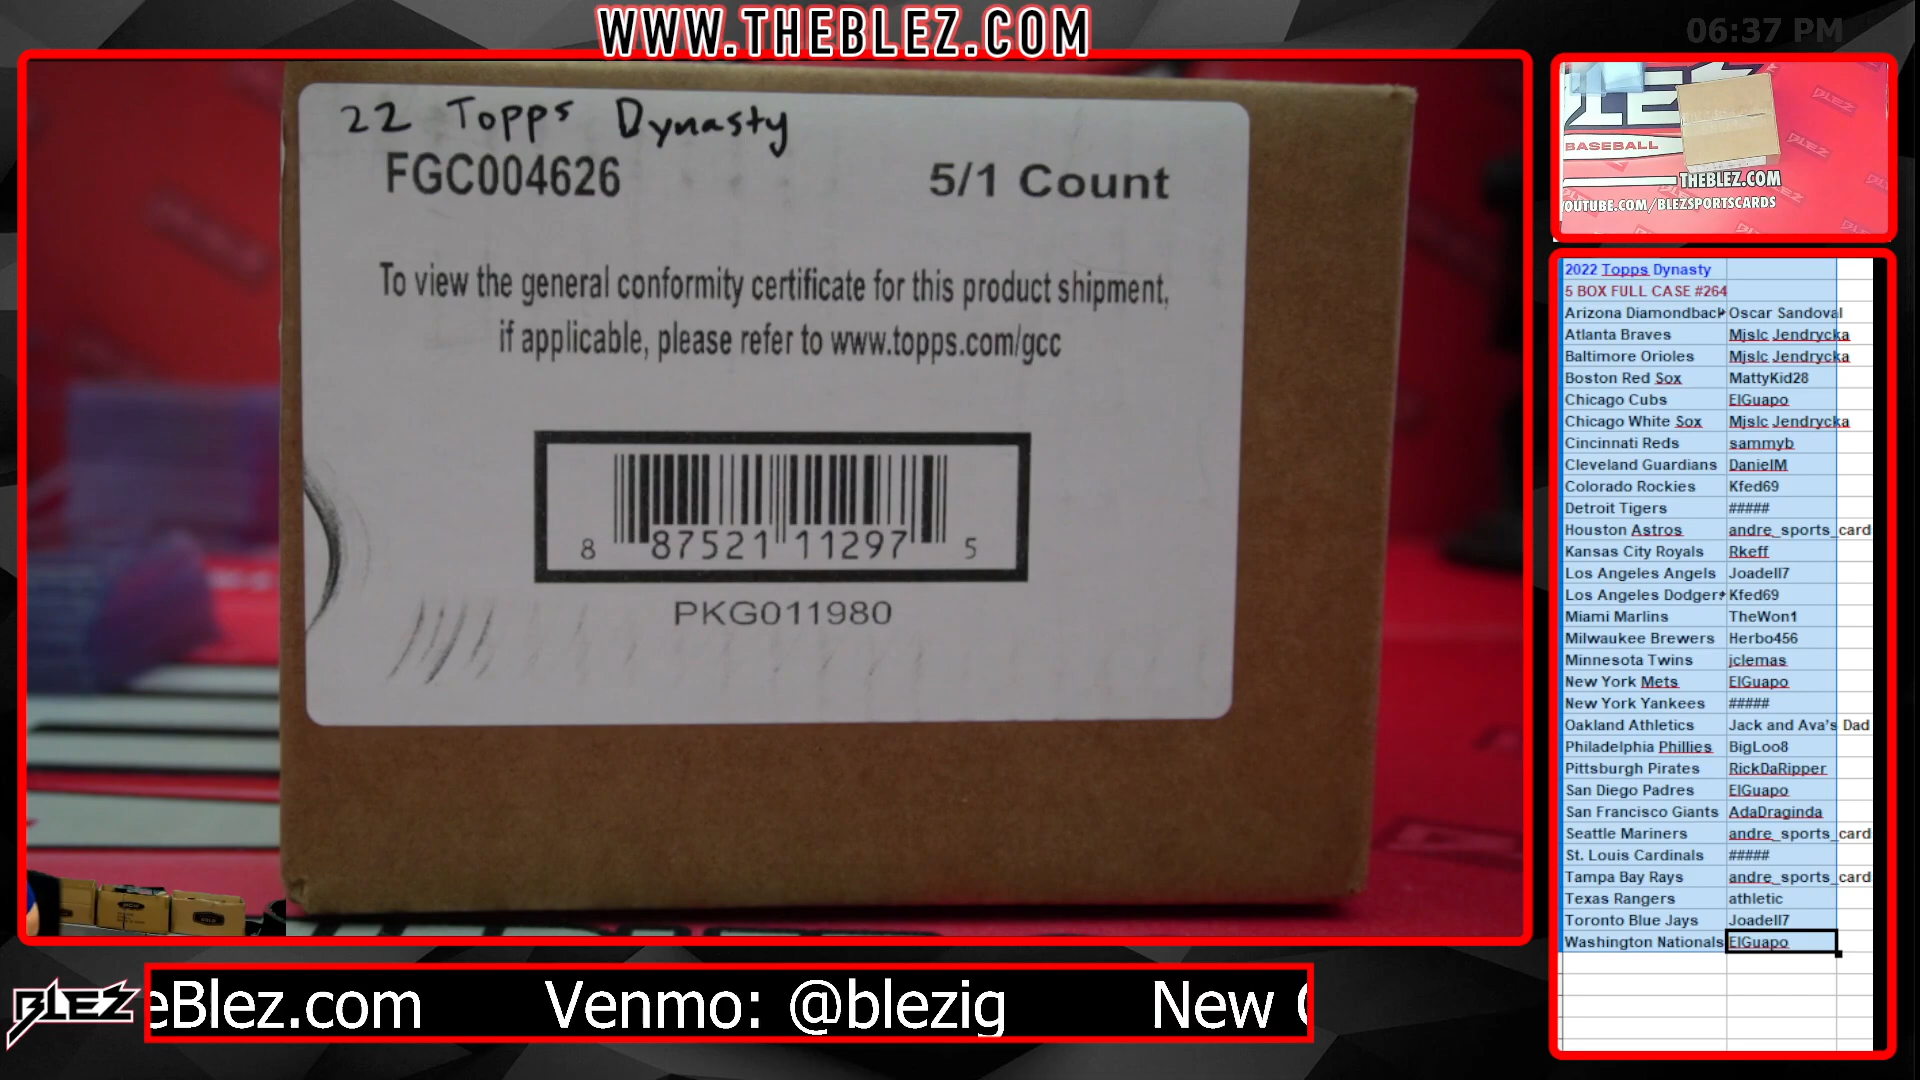 WWW.THEBLEZ.COM
06:37 PM
22 Topps Dynasty
FGC004626 5/1 Count
To view the general conformity certificate for this product shipment,
if applicable, please refer to www.topps.com/gcc
8 87521 11297 5
PKG011980
BLEZ
BASEBALL
THEBLEZ.COM
YOUTUBE.COM/BLEZSPORTSCARDS
2022 Topps Dynasty
5 BOX FULL CASE #264
Arizona Diamondback Oscar Sandoval
Atlanta Braves Mjslc Jendrycka
Baltimore Orioles Mjslc Jendrycka
Boston Red Sox MattyKid28
Chicago Cubs ElGuapo
Chicago White Sox Mjslc Jendrycka
Cincinnati Reds sammyb
Cleveland Guardians DanielM
Colorado Rockies Kfed69
Detroit Tigers #####
Houston Astros andre_sports_card
Kansas City Royals Rkeff
Los Angeles Angels Joadell7
Los Angeles Dodgers Kfed69
Miami Marlins TheWon1
Milwaukee Brewers Herbo456
Minnesota Twins jclemas
New York Mets ElGuapo
New York Yankees #####
Oakland Athletics Jack and Ava's Dad
Philadelphia Phillies BigLoo8
Pittsburgh Pirates RickDaRipper
San Diego Padres ElGuapo
San Francisco Giants AdaDraginda
Seattle Mariners andre_sports_card
St. Louis Cardinals #####
Tampa Bay Rays andre_sports_card
Texas Rangers athletic
Toronto Blue Jays Joadell7
Washington Nationals ElGuapo
BLEZ
eBlez.com Venmo: @blezig New